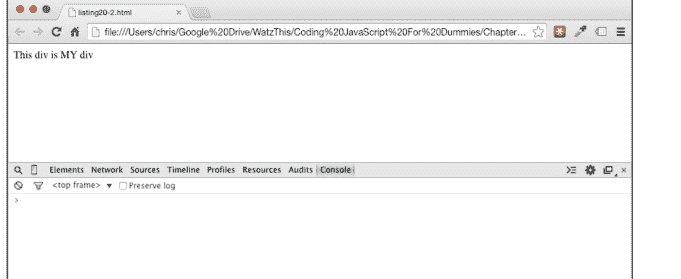 listing20-2.html
file:///Users/chris/Google%20Drive/WatzThis/Coding%20JavaScript%20For%20Dummies/Chapter...
This div is MY div
Elements Network Sources Timeline Profiles Resources Audits Console
<top frame> Preserve log